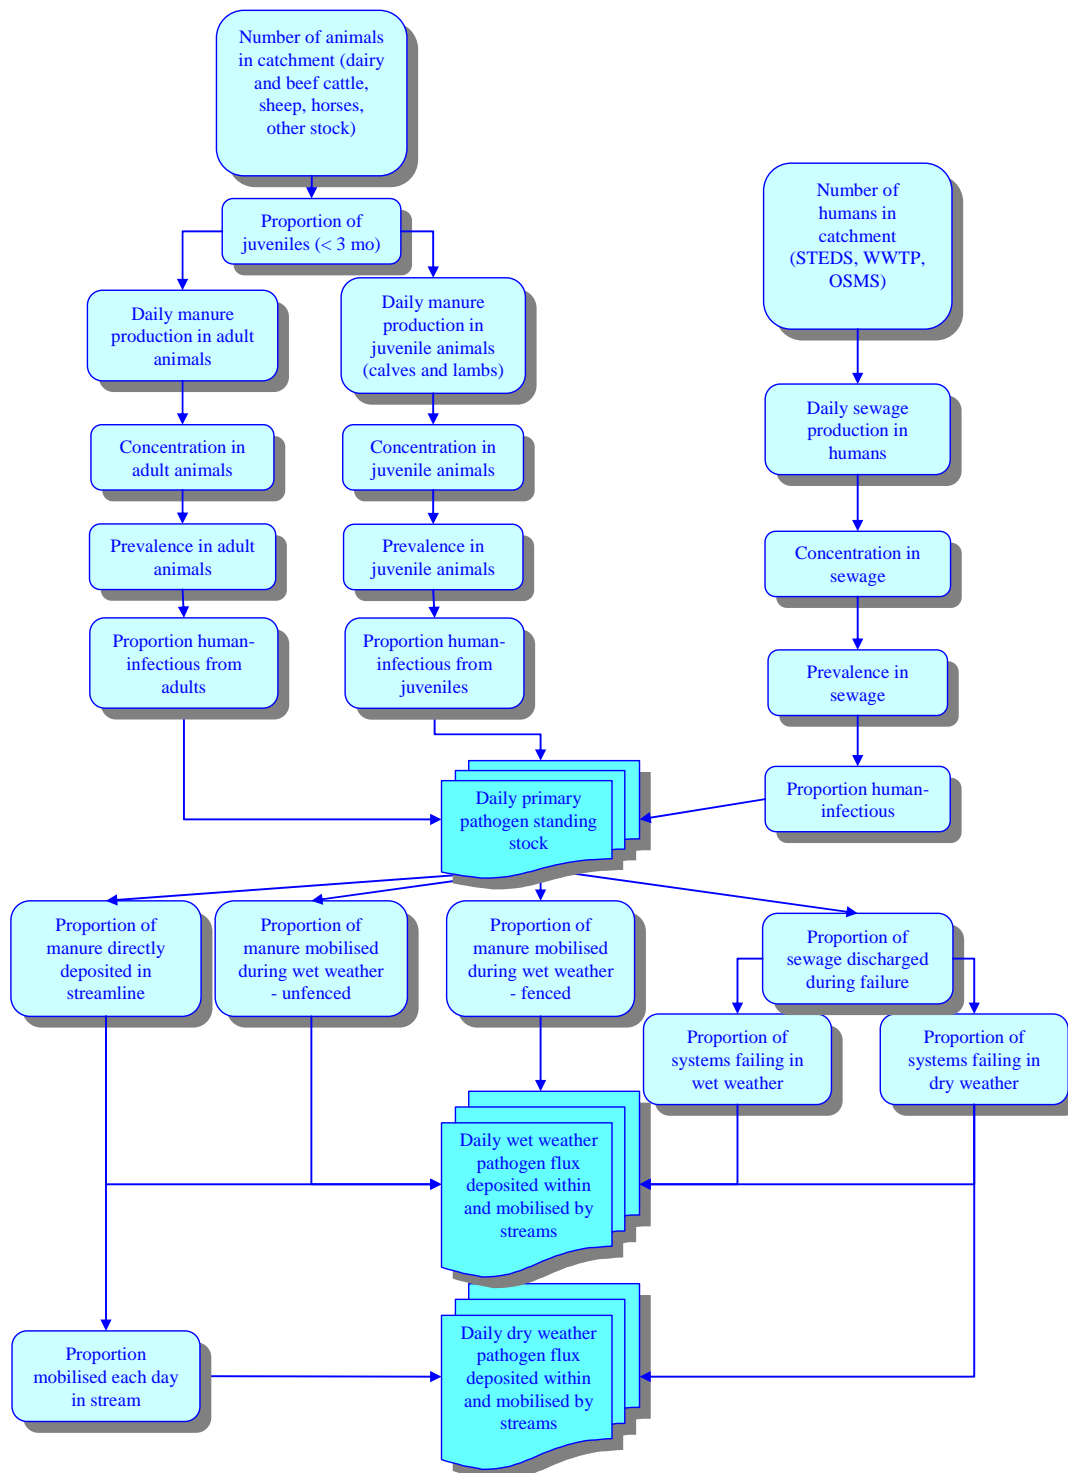 Number of animals
in catchment (dairy
and beef cattle,
sheep, horses,
other stock)
Number of
humans in
catchment
(STEDS, WWTP,
OSMS)
Proportion of
juveniles (< 3 mo)
Daily manure
production in adult
animals
Daily manure
production in
juvenile animals
(calves and lambs)
Daily sewage
production in
humans
Concentration in
adult animals
Concentration in
juvenile animals
Concentration in
sewage
Prevalence in adult
animals
Prevalence in
juvenile animals
Prevalence in
sewage
Proportion human-
infectious from
adults
Proportion human-
infectious from
juveniles
Proportion human-
infectious
Daily primary
pathogen standing
stock
Proportion of
manure directly
deposited in
streamline
Proportion of
manure mobilised
during wet weather
- unfenced
Proportion of
manure mobilised
during wet weather
- fenced
Proportion of
sewage discharged
during failure
Proportion of
systems failing in
wet weather
Proportion of
systems failing in
dry weather
Daily wet weather
pathogen flux
deposited within
and mobilised by
streams
Proportion
mobilised each day
in stream
Daily dry weather
pathogen flux
deposited within
and mobilised by
streams